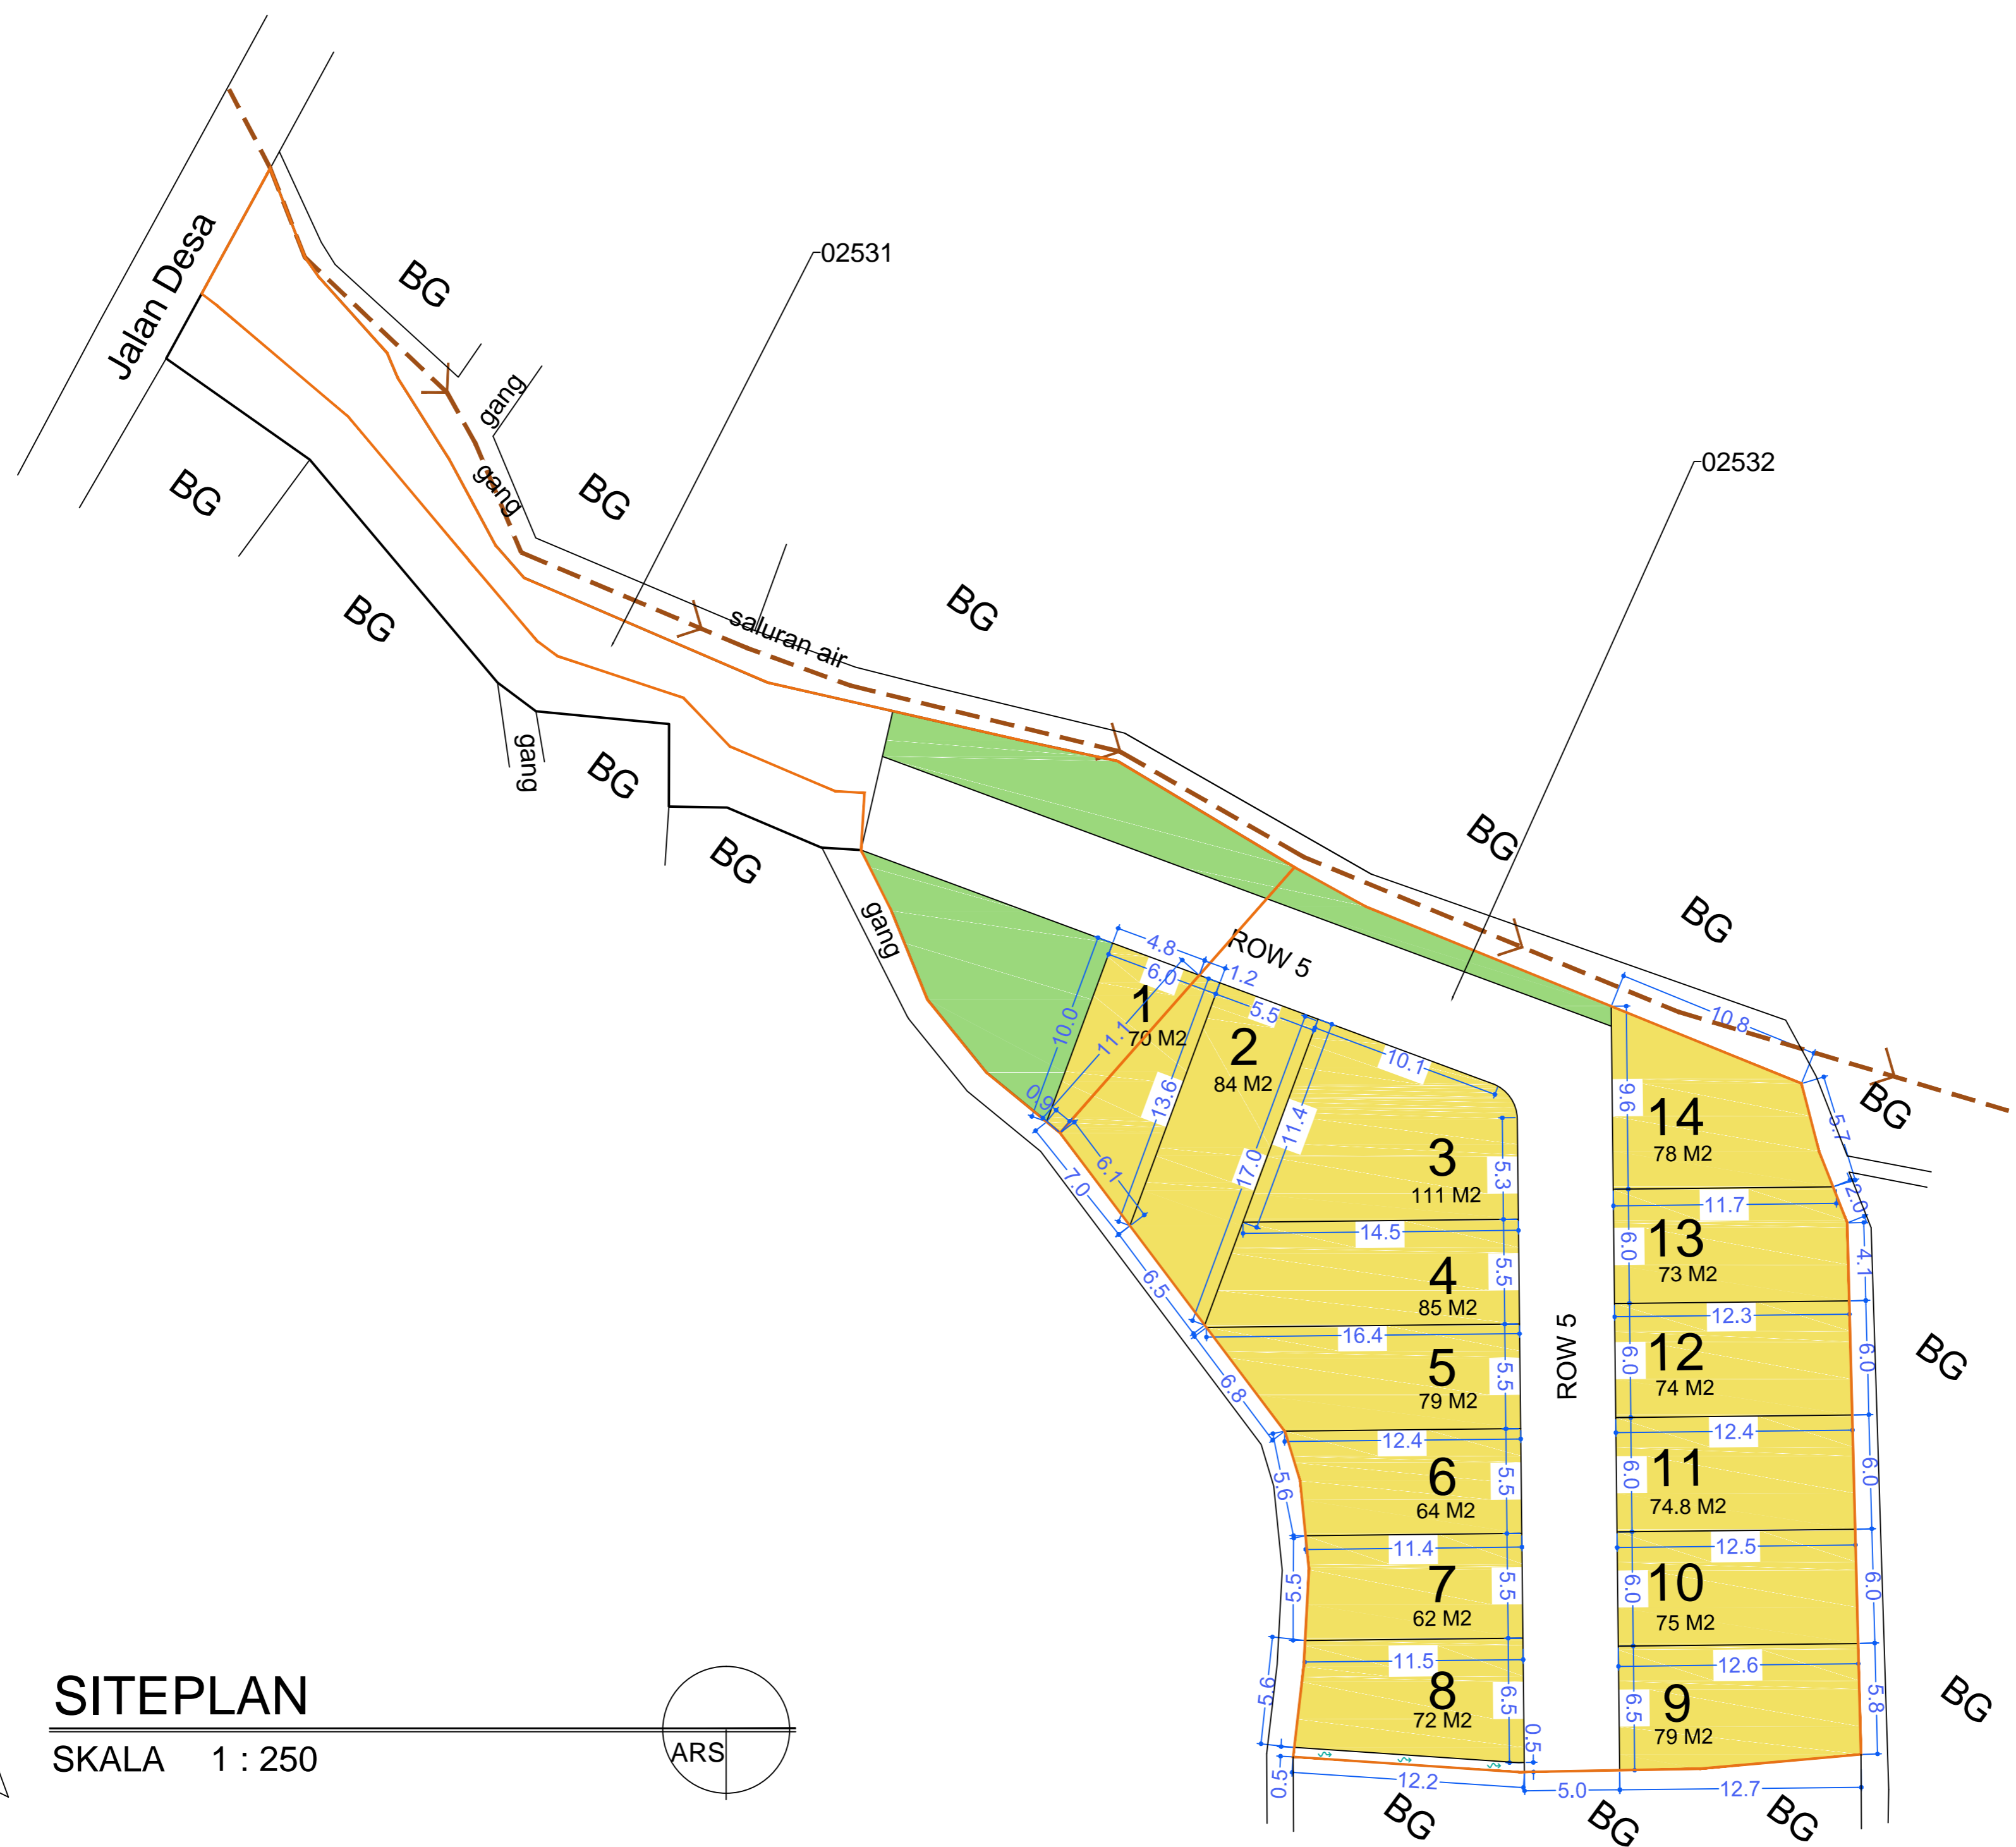 Jalan Desa
BG
gang
gang
BG
BG
BG
gang
BG
BG
gang
saluran air
BG
BG
BG
BG
02531
02532
ROW 5
4.8
1.2
6.0
10.0
11.1
0.9
1
70 M2
5.5
2
84 M2
13.6
17.0
11.4
10.1
6.1
7.0
6.5
6.8
3
111 M2
5.3
14.5
4
85 M2
5.5
16.4
5
79 M2
5.5
12.4
6
64 M2
5.5
5.6
11.4
7
62 M2
5.5
5.5
11.5
8
72 M2
6.5
5.9
0.5
0.5
12.2
5.0
12.7
ROW 5
10.8
5.7
2.0
9.6
14
78 M2
11.7
13
73 M2
6.0
4.1
12.3
12
74 M2
6.0
6.0
12.4
11
74.8 M2
6.0
6.0
12.5
10
75 M2
6.0
6.0
12.6
9
79 M2
6.5
5.8
BG
BG
BG
BG
BG
SITEPLAN
SKALA 1 : 250
ARS